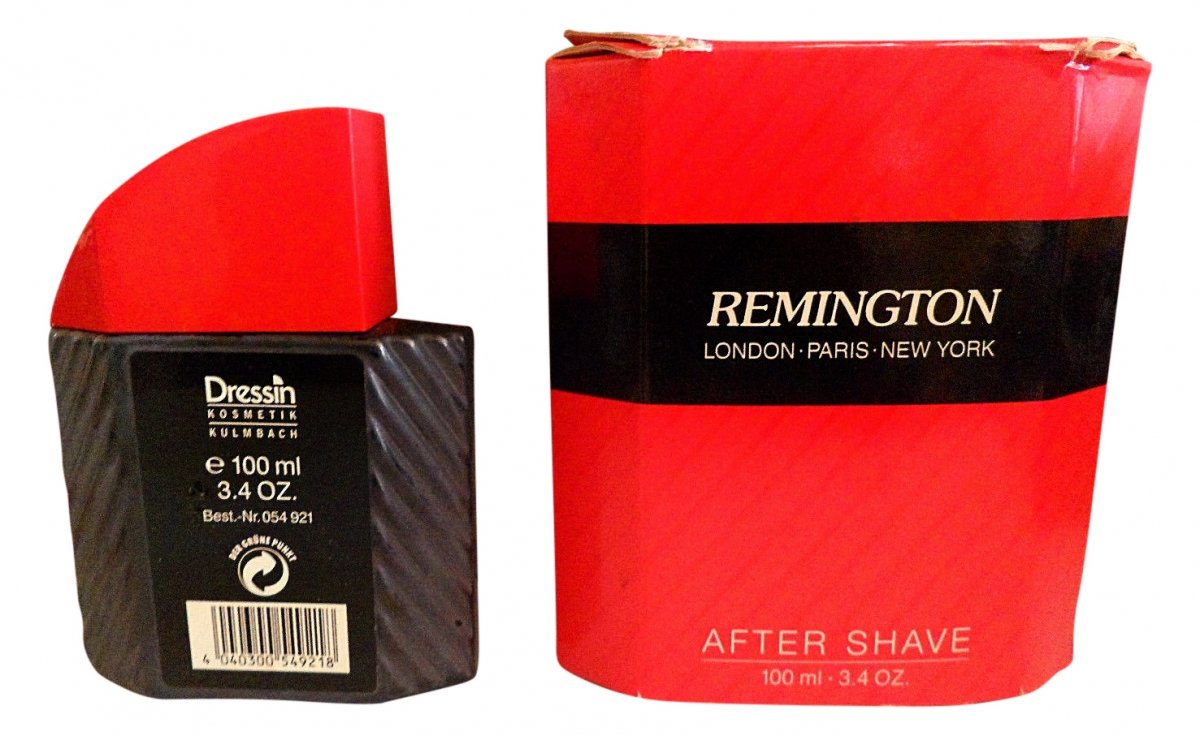 Dressin
KOSMETIK
KULMBACH
℮ 100 ml
3.4 OZ.
Best.-Nr. 054 921
DER GRÜNE PUNKT
4 040300 549218
REMINGTON
LONDON · PARIS · NEW YORK
AFTER SHAVE
100 ml · 3.4 OZ.